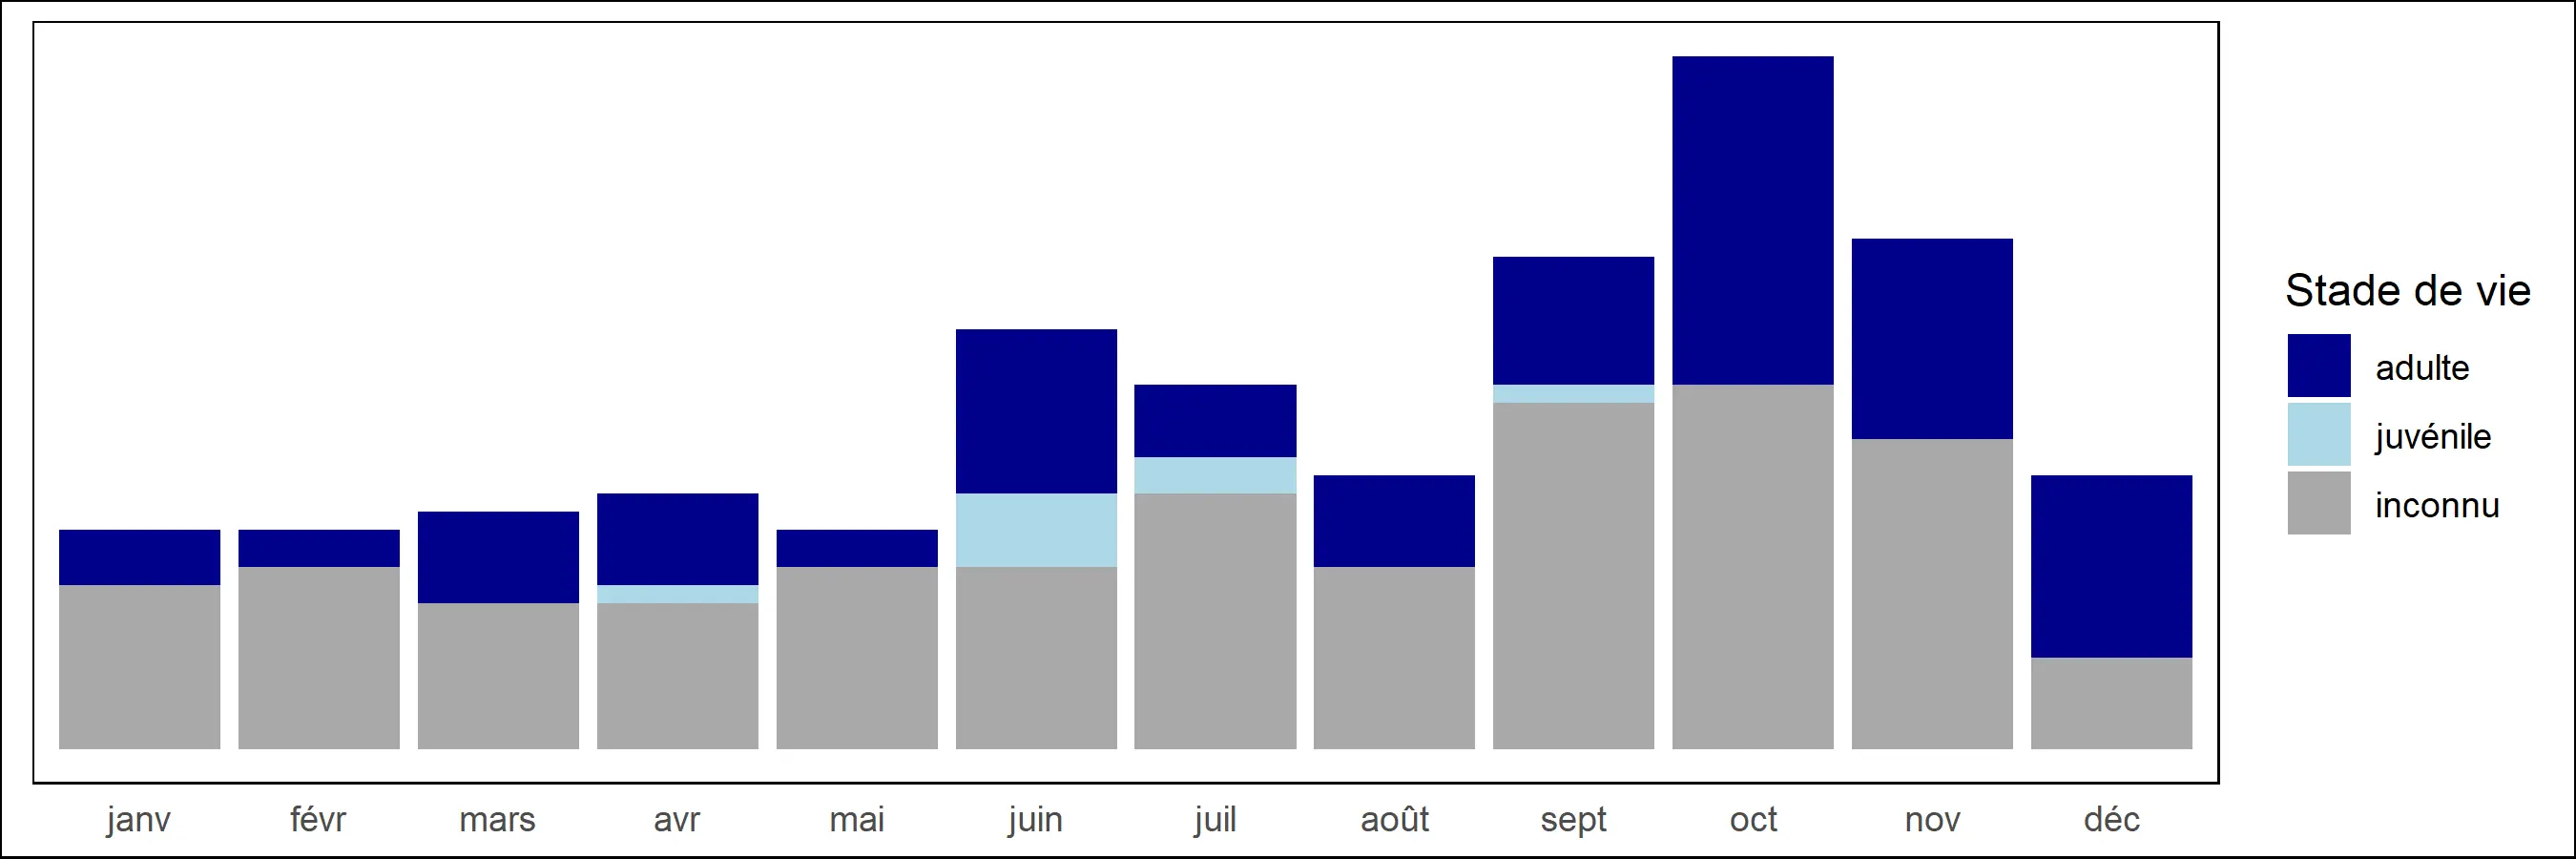 Stade de vie
adulte
juvénile
inconnu
janv févr mars avr mai juin juil août sept oct nov déc